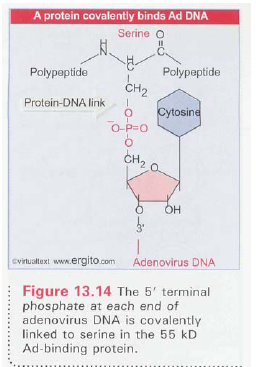 A protein covalently binds Ad DNA
Serine O
H
N C
H
Polypeptide C Polypeptide
CH2
Protein-DNA link
O
Cytosine
⁻O-P=O
O
CH2 O
O OH
3′
©virtualtext www.ergito.com Adenovirus DNA
Figure 13.14 The 5′ terminal
phosphate at each end of
adenovirus DNA is covalently
linked to serine in the 55 kD
Ad-binding protein.